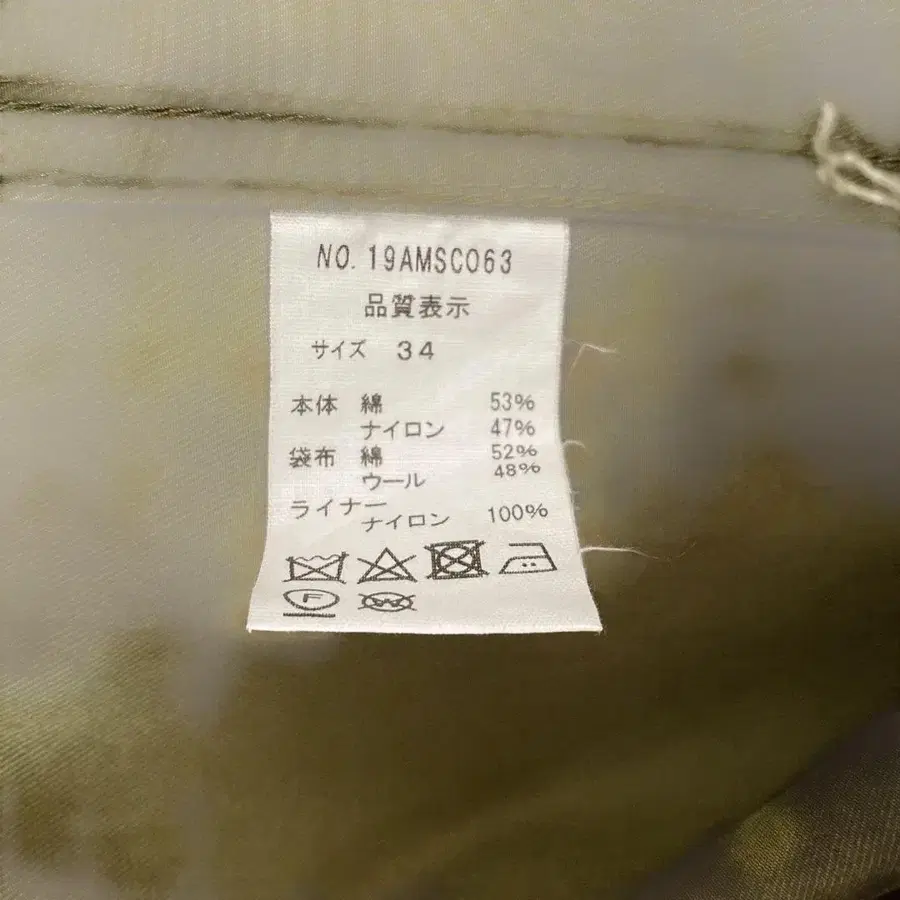 NO. 19AMSC063
品質表示
サイズ 34
本体 綿 53%
ナイロン 47%
袋布 綿 52%
ウール 48%
ライナー
ナイロン 100%
F W